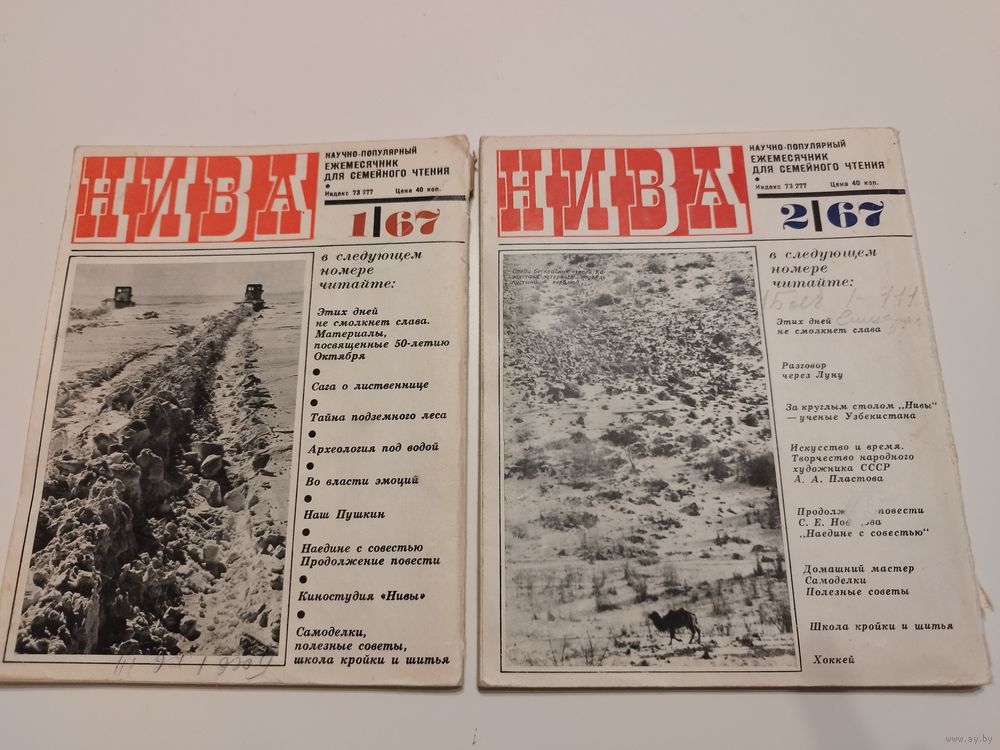 НИВА
НАУЧНО-ПОПУЛЯРНЫЙ
ЕЖЕМЕСЯЧНИК
ДЛЯ СЕМЕЙНОГО ЧТЕНИЯ
Индекс 73 277 Цена 40 коп.
1/67
в следующем
номере
читайте:
Этих дней
не смолкнет слава.
Материалы,
посвященные 50-летию
Октября
Сага о лиственнице
Тайна подземного леса
Археология под водой
Во власти эмоций
Наш Пушкин
Наедине с совестью
Продолжение повести
Киностудия «Нивы»
Самоделки,
полезные советы,
школа кройки и шитья
НИВА
НАУЧНО-ПОПУЛЯРНЫЙ
ЕЖЕМЕСЯЧНИК
ДЛЯ СЕМЕЙНОГО ЧТЕНИЯ
Индекс 73 277 Цена 40 коп.
2/67
в следующем
номере
читайте:
Этих дней
не смолкнет слава
Разговор
через Луну
За круглым столом „Нивы“
— ученые Узбекистана
Искусство и время.
Творчество народного
художника СССР
А. А. Пластова
повести
С. Е.
„Наедине с совестью“
Домашний мастер
Самоделки
Полезные советы
Школа кройки и шитья
Хоккей
www.ay.by